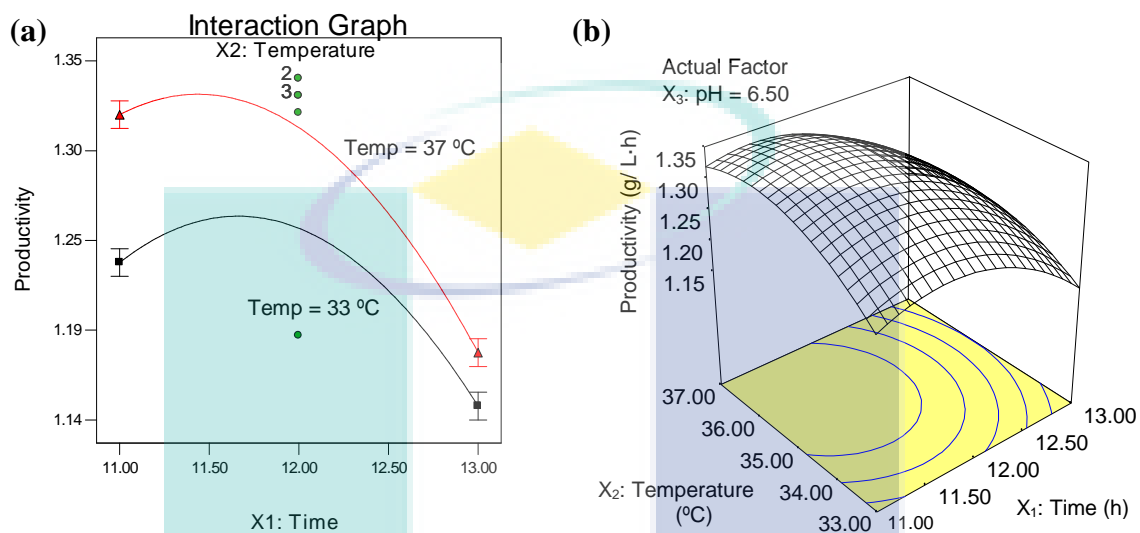 (a)
Interaction Graph
X2: Temperature
1.35
1.30
1.25
1.19
1.14
Productivity
2
3
Temp = 37 ºC
Temp = 33 ºC
11.00
11.50
12.00
12.50
13.00
X1: Time
(b)
Actual Factor
X₃: pH = 6.50
Productivity (g/ L·h)
1.35
1.30
1.25
1.20
1.15
37.00
36.00
35.00
34.00
33.00
X₂: Temperature
(ºC)
11.00
11.50
12.00
12.50
13.00
X₁: Time (h)